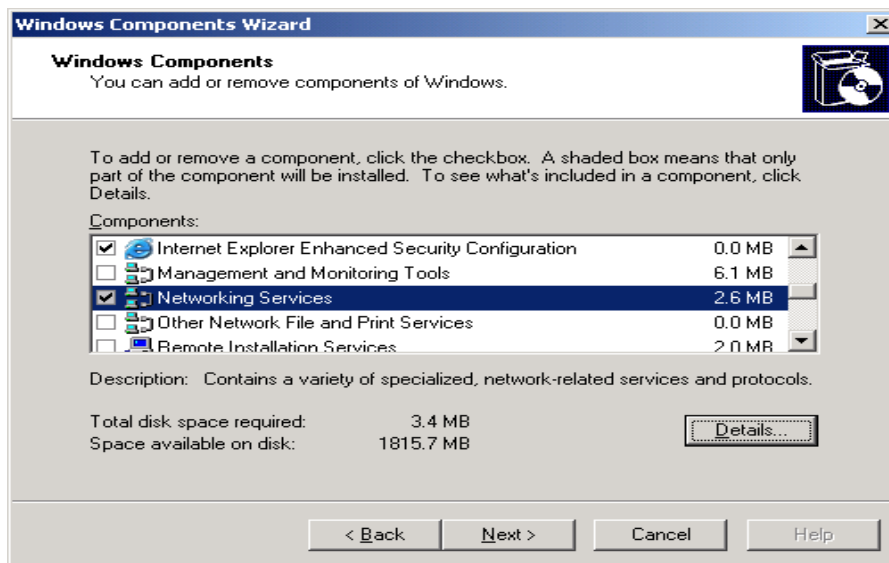 Windows Components Wizard
Windows Components
You can add or remove components of Windows.
To add or remove a component, click the checkbox. A shaded box means that only
part of the component will be installed. To see what's included in a component, click
Details.
Components:
Internet Explorer Enhanced Security Configuration 0.0 MB
Management and Monitoring Tools 6.1 MB
Networking Services 2.6 MB
Other Network File and Print Services 0.0 MB
Remote Installation Services 2.0 MB
Description: Contains a variety of specialized, network-related services and protocols.
Total disk space required: 3.4 MB
Space available on disk: 1815.7 MB
Details...
< Back Next > Cancel Help